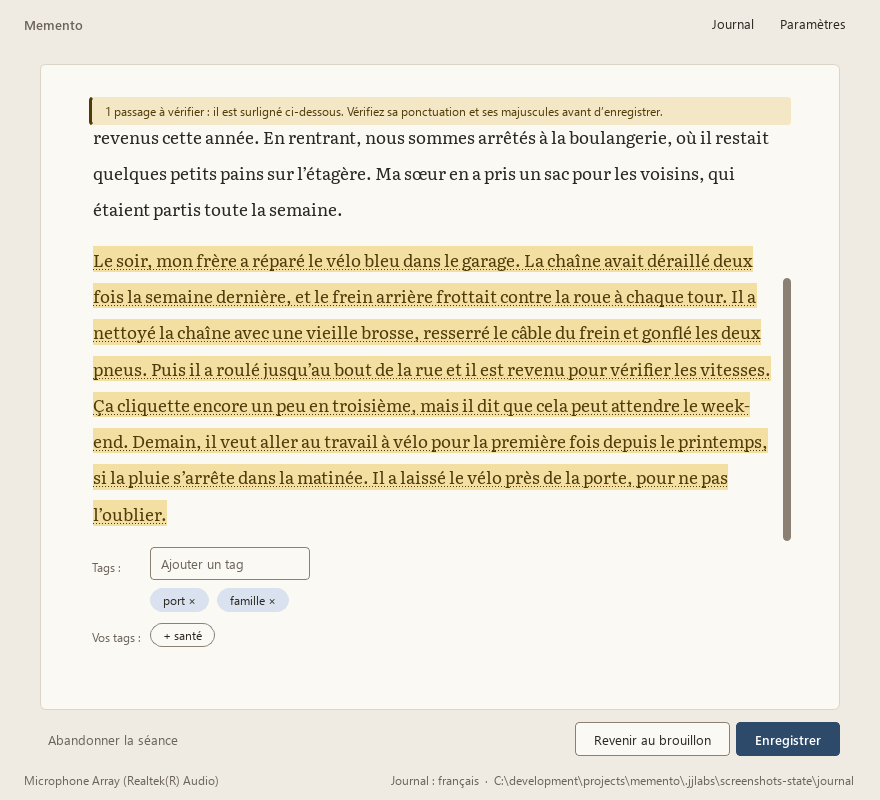 Memento
Journal
Paramètres
1 passage à vérifier : il est surligné ci-dessous. Vérifiez sa ponctuation et ses majuscules avant d'enregistrer.
revenus cette année. En rentrant, nous sommes arrêtés à la boulangerie, où il restait
quelques petits pains sur l'étagère. Ma sœur en a pris un sac pour les voisins, qui
étaient partis toute la semaine.
Le soir, mon frère a réparé le vélo bleu dans le garage. La chaîne avait déraillé deux
fois la semaine dernière, et le frein arrière frottait contre la roue à chaque tour. Il a
nettoyé la chaîne avec une vieille brosse, resserré le câble du frein et gonflé les deux
pneus. Puis il a roulé jusqu'au bout de la rue et il est revenu pour vérifier les vitesses.
Ça cliquette encore un peu en troisième, mais il dit que cela peut attendre le week-
end. Demain, il veut aller au travail à vélo pour la première fois depuis le printemps,
si la pluie s'arrête dans la matinée. Il a laissé le vélo près de la porte, pour ne pas
l'oublier.
Tags :
Ajouter un tag
port ×
famille ×
Vos tags :
+ santé
Abandonner la séance
Revenir au brouillon
Enregistrer
Microphone Array (Realtek(R) Audio)
Journal : français · C:\development\projects\memento\.jjlabs\screenshots-state\journal